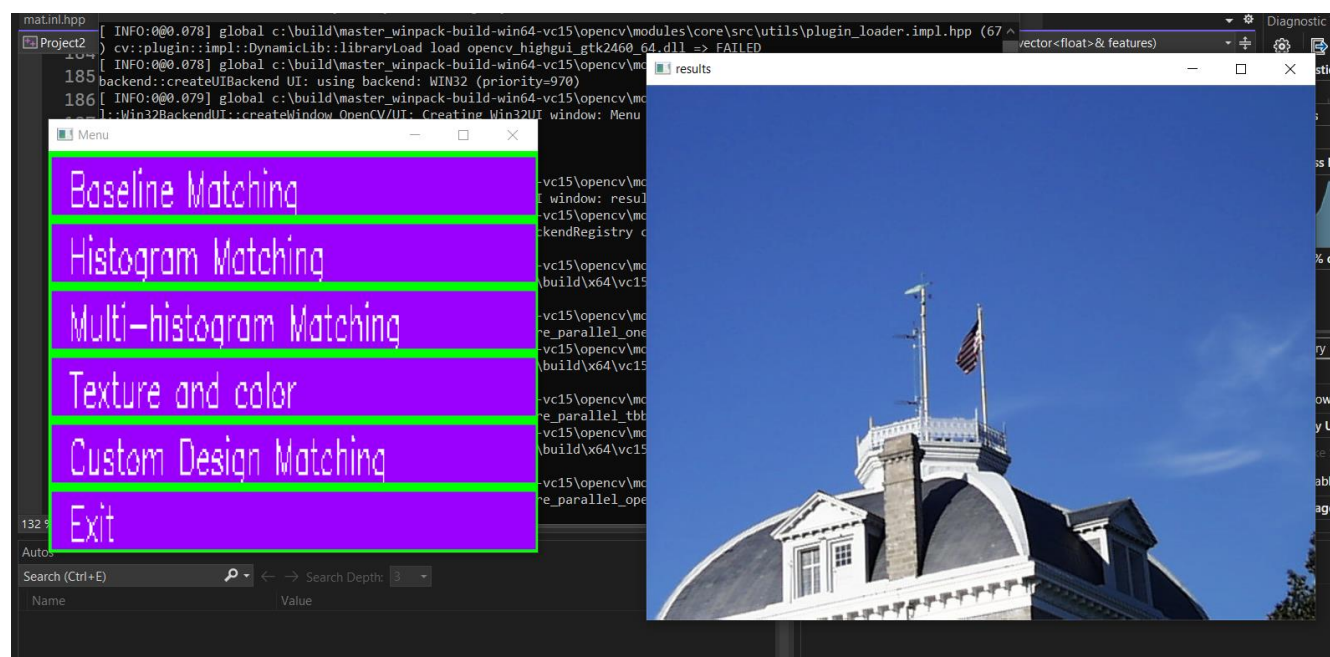 mat.inl.hpp
[ INFO:0@0.078] global c:\build\master_winpack-build-win64-vc15\opencv\modules\core\src\utils\plugin_loader.impl.hpp (67
Diagnostic
Project2
) cv::plugin::impl::DynamicLib::libraryLoad load opencv_highgui_gtk2460_64.dll => FAILED
vector<float>& features)
184
[ INFO:0@0.078] global c:\build\master_winpack-build-win64-vc15\opencv\mo
185
backend::createUIBackend UI: using backend: WIN32 (priority=970)
results
186
[ INFO:0@0.079] global c:\build\master_winpack-build-win64-vc15\opencv\mo
l::Win32BackendUI::createWindow OpenCV/UI: Creating Win32UI window: Menu
Menu
-vc15\opencv\mo
I window: resul
-vc15\opencv\mo
ckendRegistry c
-vc15\opencv\mo
\build\x64\vc15
-vc15\opencv\mo
re_parallel_one
-vc15\opencv\mo
\build\x64\vc15
-vc15\opencv\mo
re_parallel_tbb
-vc15\opencv\mo
\build\x64\vc15
-vc15\opencv\mo
re_parallel_ope
Baseline Matching
Histogram Matching
Multi-histogram Matching
Texture and color
Custom Design Matching
Exit
132 %
Autos
Search (Ctrl+E)
Search Depth: 3
Name
Value